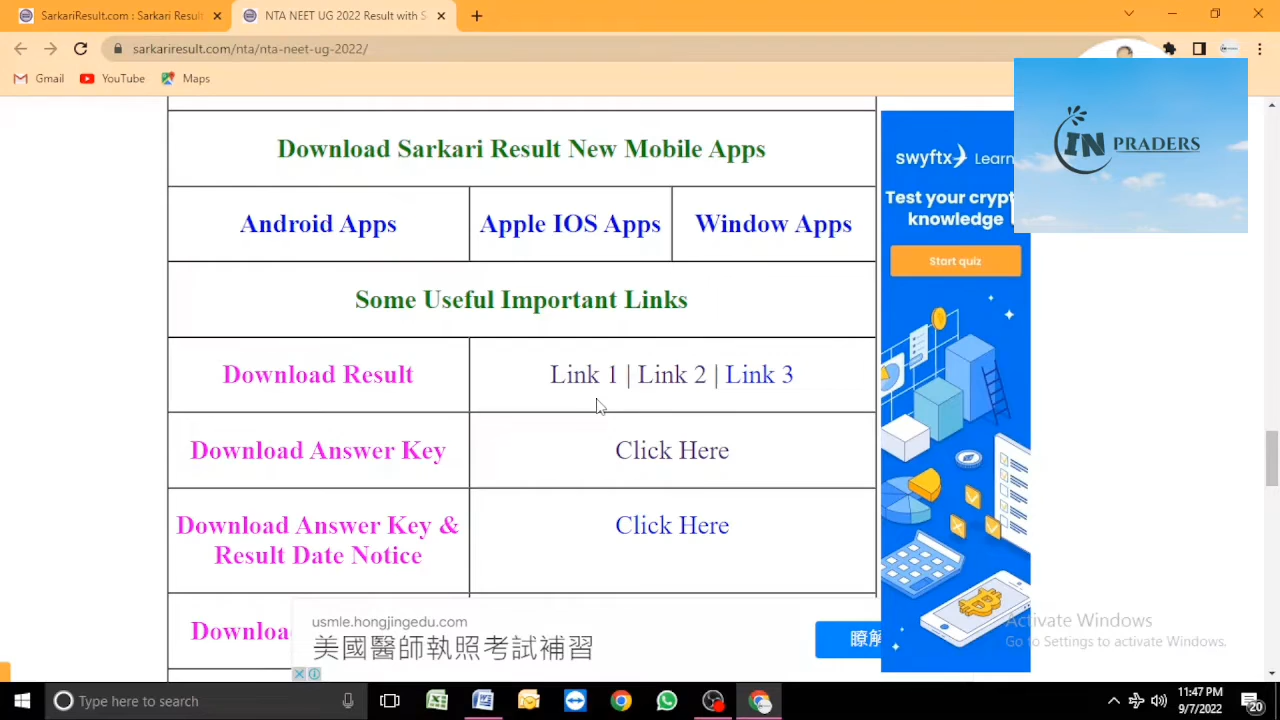 SarkariResult.com : Sarkari Result
NTA NEET UG 2022 Result with S
sarkariresult.com/nta/nta-neet-ug-2022/
Gmail
YouTube
Maps
IN PRADERS
Download Sarkari Result New Mobile Apps
Android Apps
Apple IOS Apps
Window Apps
Some Useful Important Links
Download Result
Link 1 | Link 2 | Link 3
Download Answer Key
Click Here
Download Answer Key &
Result Date Notice
Click Here
Downloa
swyftx Learn
Test your crypt
knowledge
Start quiz
usmle.hongjingedu.com
美國醫師執照考試補習
瞭解
Activate Windows
Go to Settings to activate Windows.
Type here to search
11:47 PM
9/7/2022
20